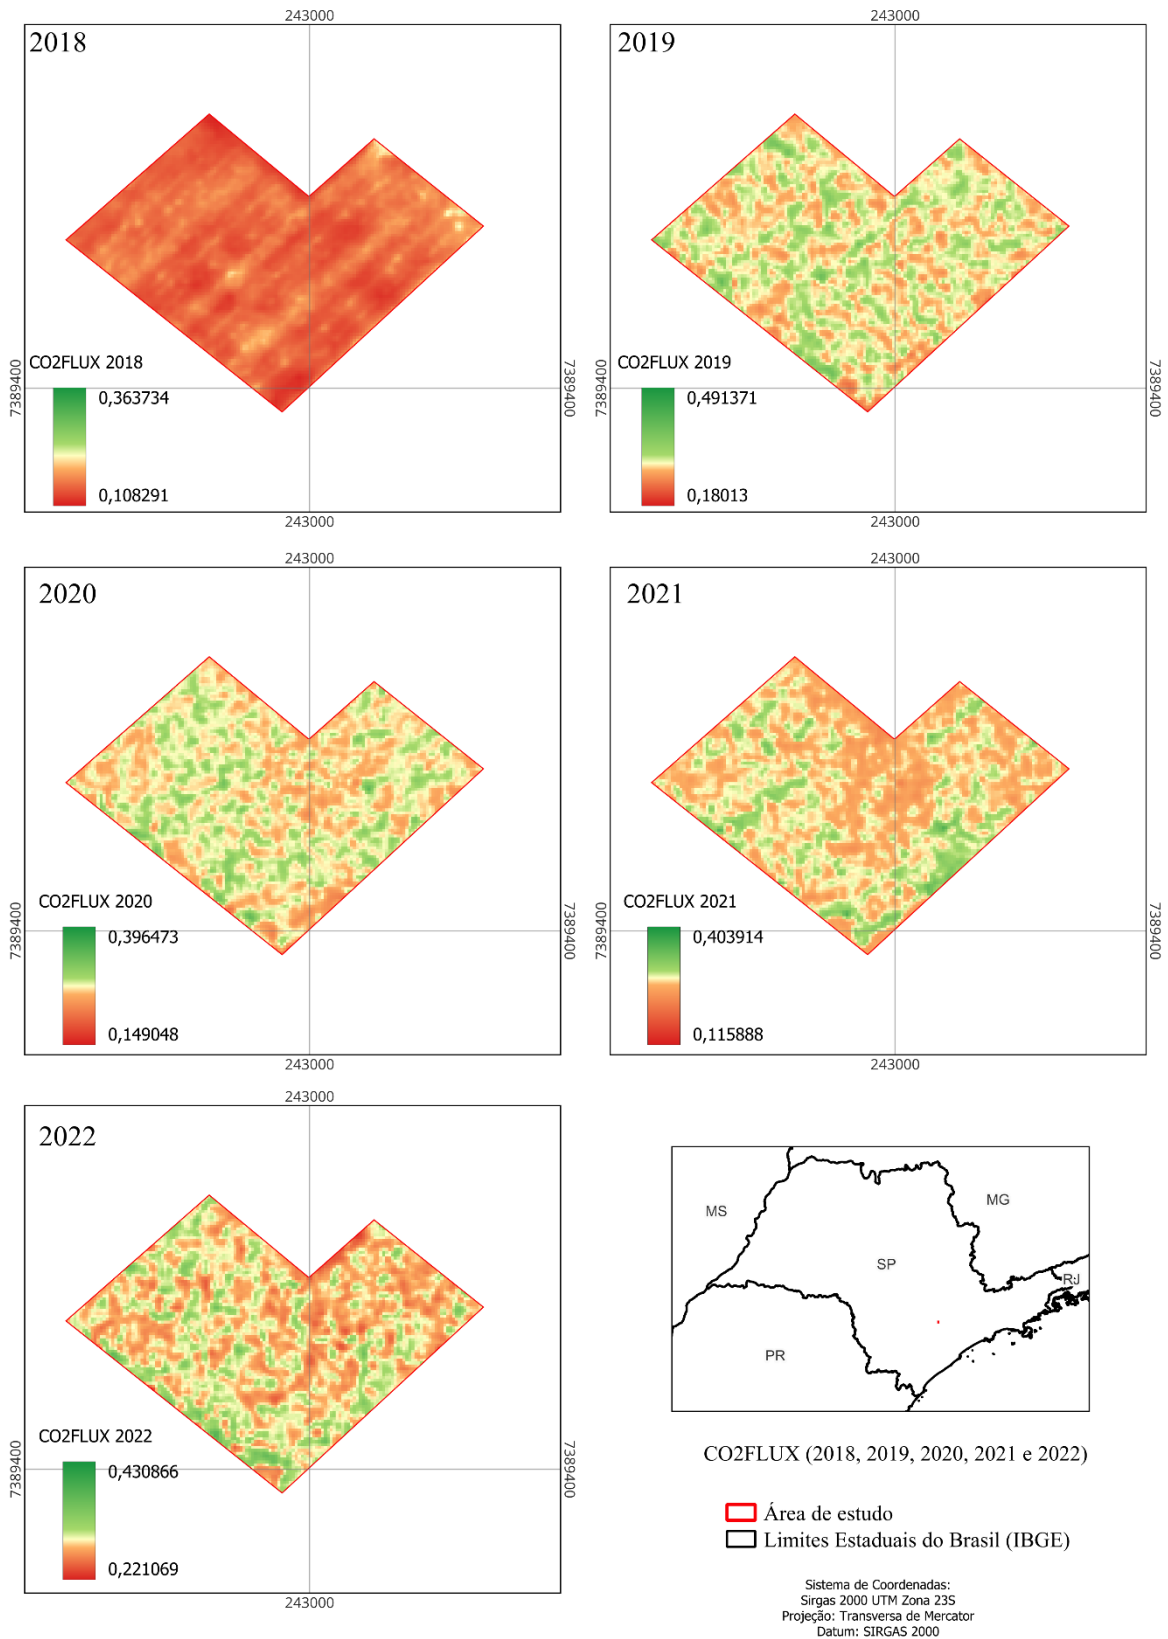 243000
2018
CO2FLUX 2018
0,363734
0,108291
7389400
7389400
243000
243000
2019
CO2FLUX 2019
0,491371
0,18013
7389400
7389400
243000
243000
2020
CO2FLUX 2020
0,396473
0,149048
7389400
7389400
243000
243000
2021
CO2FLUX 2021
0,403914
0,115888
7389400
7389400
243000
243000
2022
CO2FLUX 2022
0,430866
0,221069
7389400
7389400
243000
MS
MG
SP
RJ
PR
CO2FLUX (2018, 2019, 2020, 2021 e 2022)
Área de estudo
Limites Estaduais do Brasil (IBGE)
Sistema de Coordenadas:
Sirgas 2000 UTM Zona 23S
Projeção: Transversa de Mercator
Datum: SIRGAS 2000